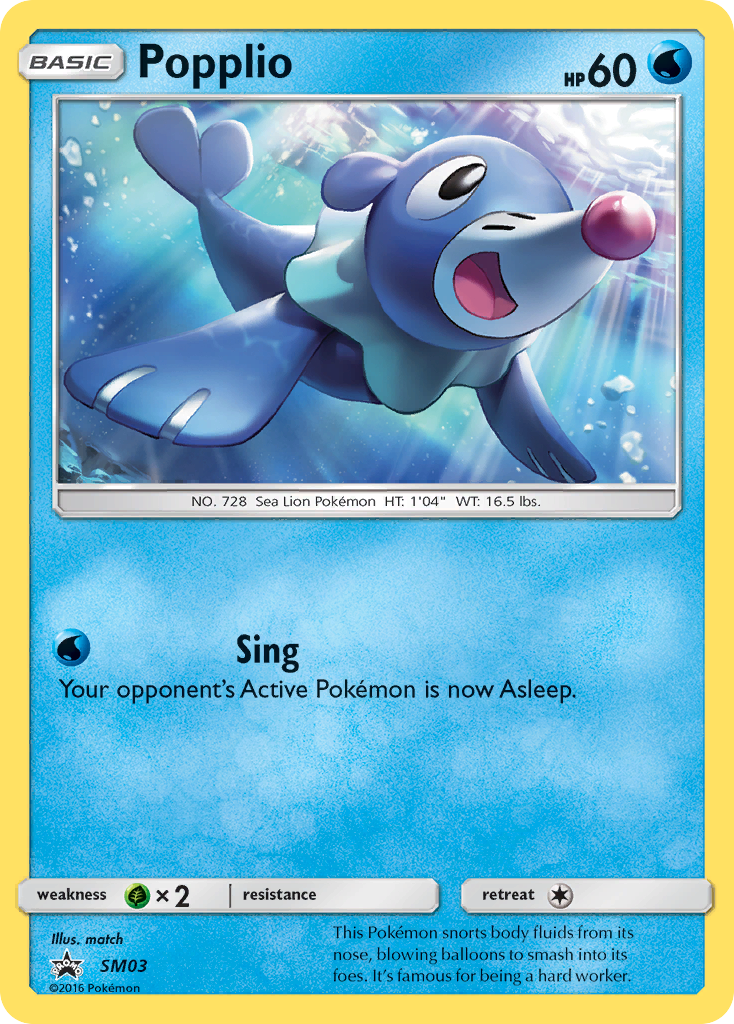 BASIC Popplio HP60
NO. 728 Sea Lion Pokémon HT: 1'04" WT: 16.5 lbs.
Sing
Your opponent's Active Pokémon is now Asleep.
weakness ×2 resistance retreat
Illus. match
PROMO SM03
©2016 Pokémon
This Pokémon snorts body fluids from its
nose, blowing balloons to smash into its
foes. It's famous for being a hard worker.